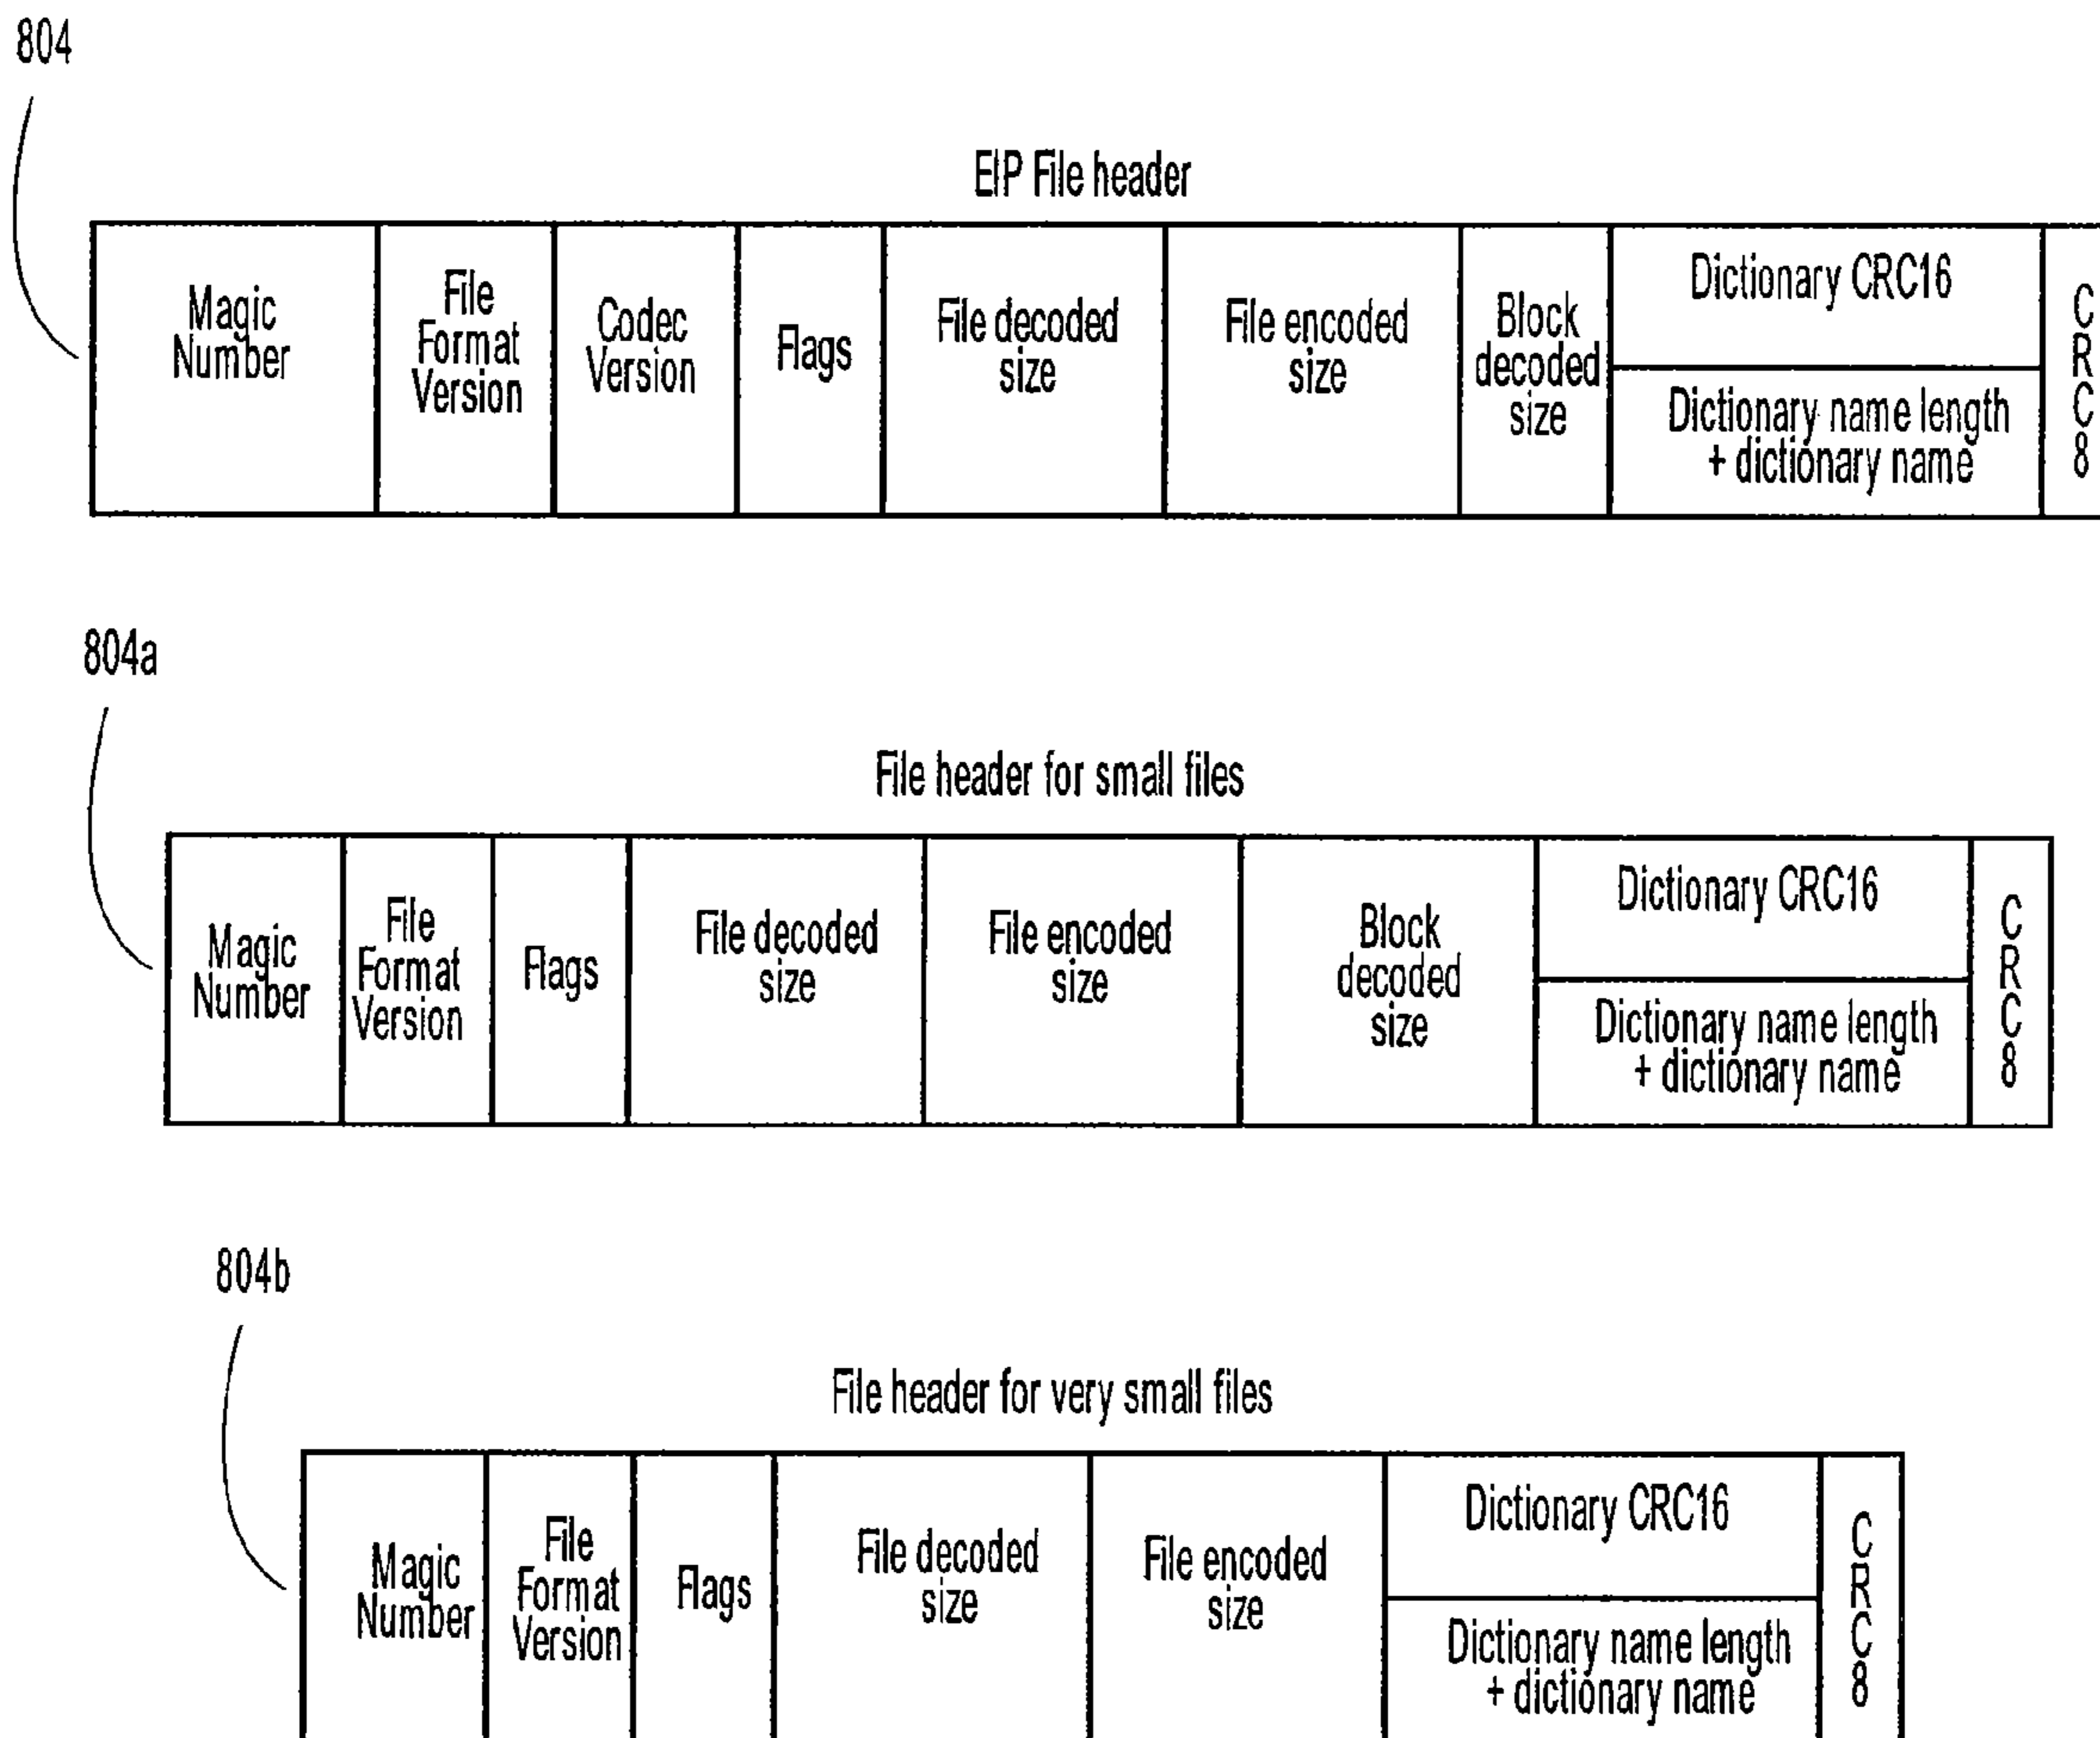 804
EIP File header
Magic
Number
File
Format
Version
Codec
Version
Flags
File decoded
size
File encoded
size
Block
decoded
size
Dictionary CRC16
Dictionary name length
+ dictionary name
C
R
C
8
804a
File header for small files
Magic
Number
File
Format
Version
Flags
File decoded
size
File encoded
size
Block
decoded
size
Dictionary CRC16
Dictionary name length
+ dictionary name
C
R
C
8
804b
File header for very small files
Magic
Number
File
Format
Version
Flags
File decoded
size
File encoded
size
Dictionary CRC16
Dictionary name length
+ dictionary name
C
R
C
8